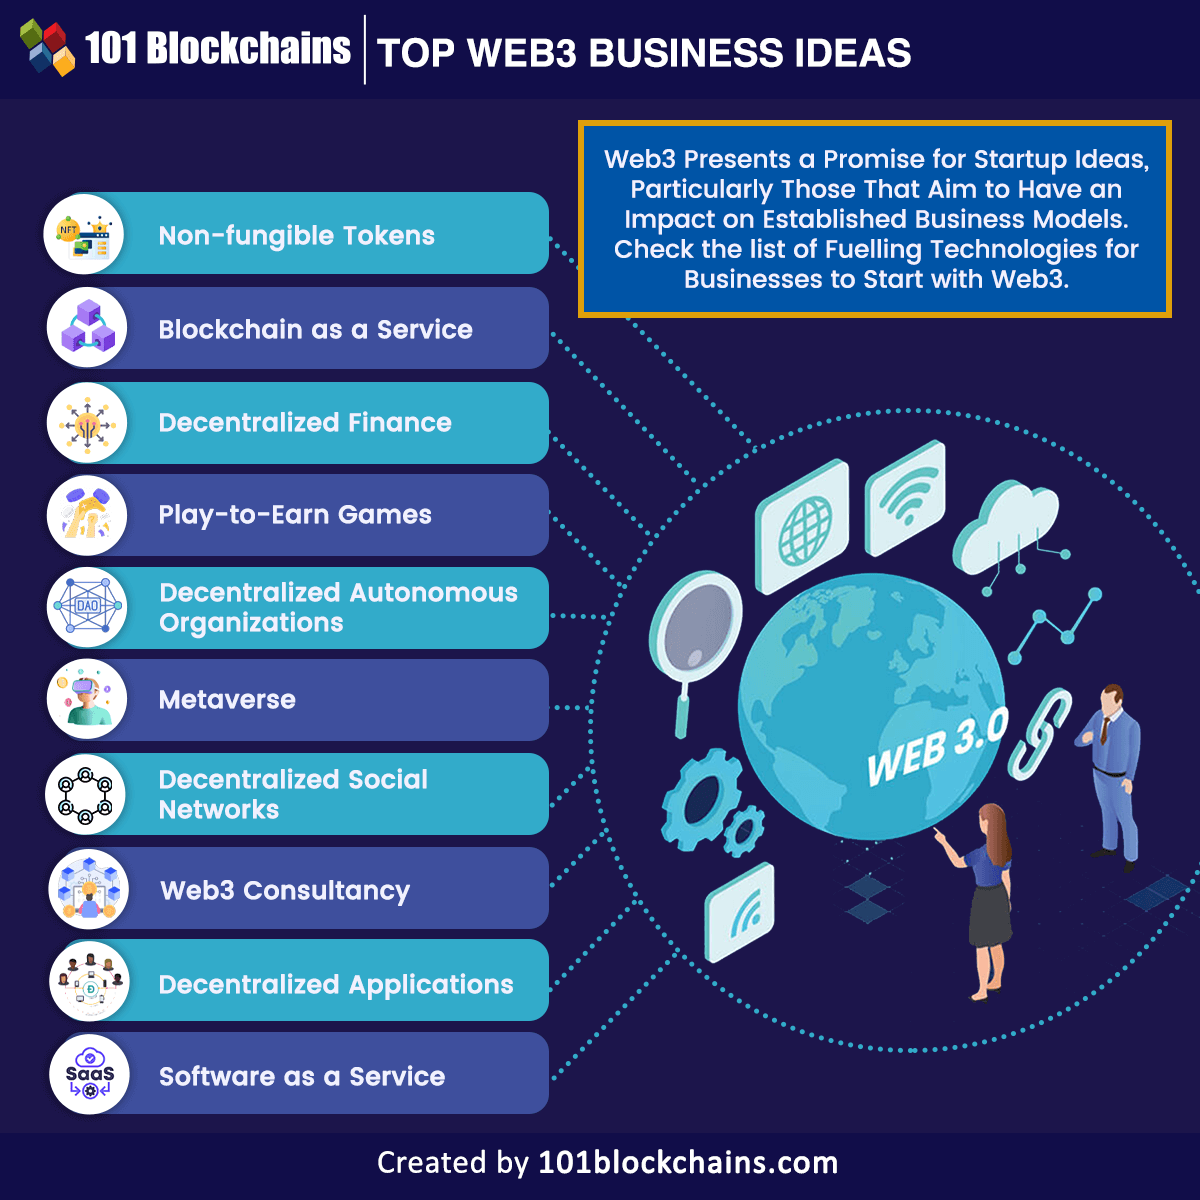 101 Blockchains
TOP WEB3 BUSINESS IDEAS
Web3 Presents a Promise for Startup Ideas,
Particularly Those That Aim to Have an
Impact on Established Business Models.
Check the list of Fuelling Technologies for
Businesses to Start with Web3.
NFT
Non-fungible Tokens
Blockchain as a Service
Decentralized Finance
Play-to-Earn Games
DAO
Decentralized Autonomous
Organizations
Metaverse
Decentralized Social
Networks
Web3 Consultancy
Decentralized Applications
SaaS
Software as a Service
WEB 3.0
Created by 101blockchains.com